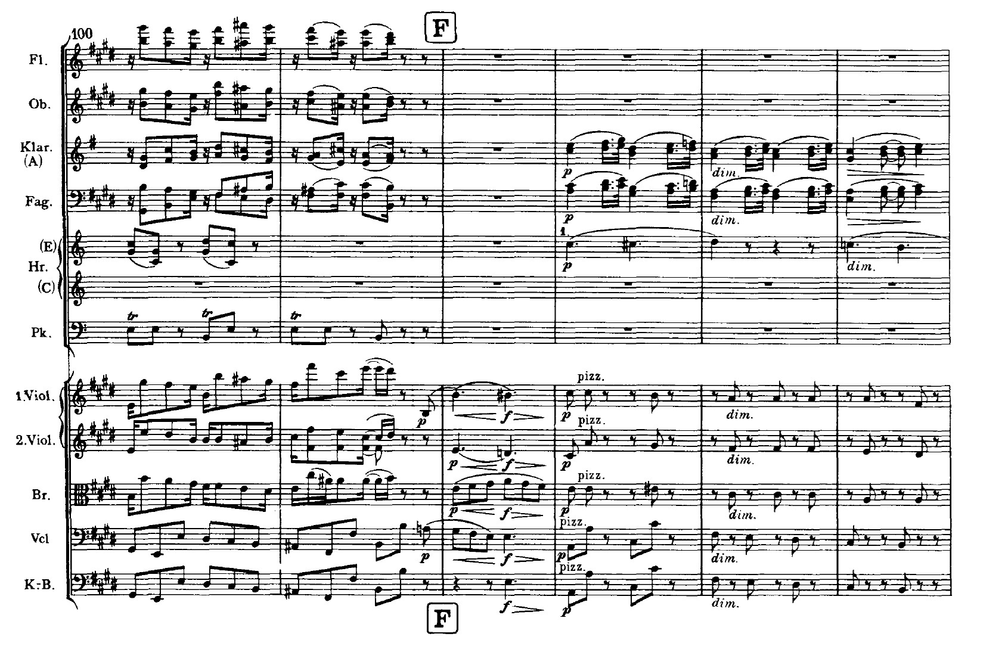 F
100
Fl.
Ob.
Klar.
(A)
p
dim.
Fag.
p
dim.
(E)
1.
Hr.
p
dim.
(C)
tr tr tr
Pk.
pizz.
1.Viol.
p f p dim.
pizz.
2.Viol.
p f p dim.
pizz.
Br.
p f p dim.
pizz.
Vcl
p f p dim.
pizz.
K.-B.
f p dim.
F